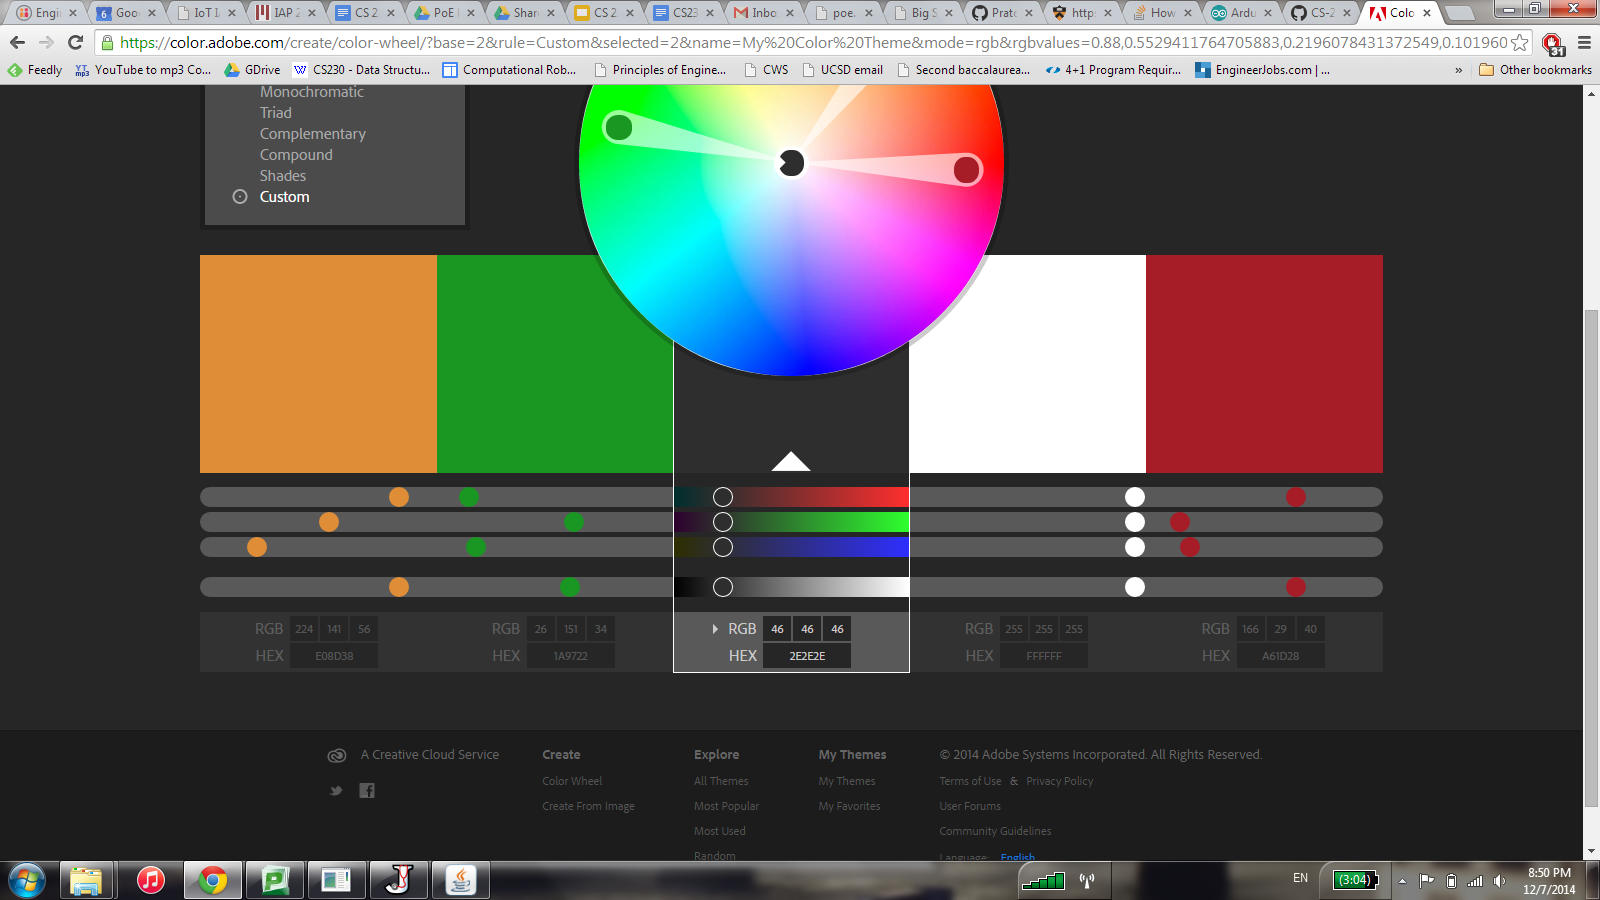 Engin
Goo
IoT I
IAP 2
CS 2
PoE
Share
CS 2
CS23
Inbo
poe.
Big S
Prate
http
How
Ardu
CS-2
Colo
https://color.adobe.com/create/color-wheel/?base=2&rule=Custom&selected=2&name=My%20Color%20Theme&mode=rgb&rgbvalues=0.88,0.5529411764705883,0.2196078431372549,0.101960
31
Feedly
YouTube to mp3 Co...
GDrive
CS230 - Data Structu...
Computational Rob...
Principles of Engine...
CWS
UCSD email
Second baccalaurea...
4+1 Program Requir...
EngineerJobs.com | ...
»
Other bookmarks
Monochromatic
Triad
Complementary
Compound
Shades
Custom
RGB 224 141 56
HEX E08D38
RGB 26 151 34
HEX 1A9722
RGB 46 46 46
HEX 2E2E2E
RGB 255 255 255
HEX FFFFFF
RGB 166 29 40
HEX A61D28
A Creative Cloud Service
Create
Color Wheel
Create From Image
Explore
All Themes
Most Popular
Most Used
Random
My Themes
My Themes
My Favorites
© 2014 Adobe Systems Incorporated. All Rights Reserved.
Terms of Use & Privacy Policy
User Forums
Community Guidelines
Language: English
EN
(3:04)
8:50 PM
12/7/2014